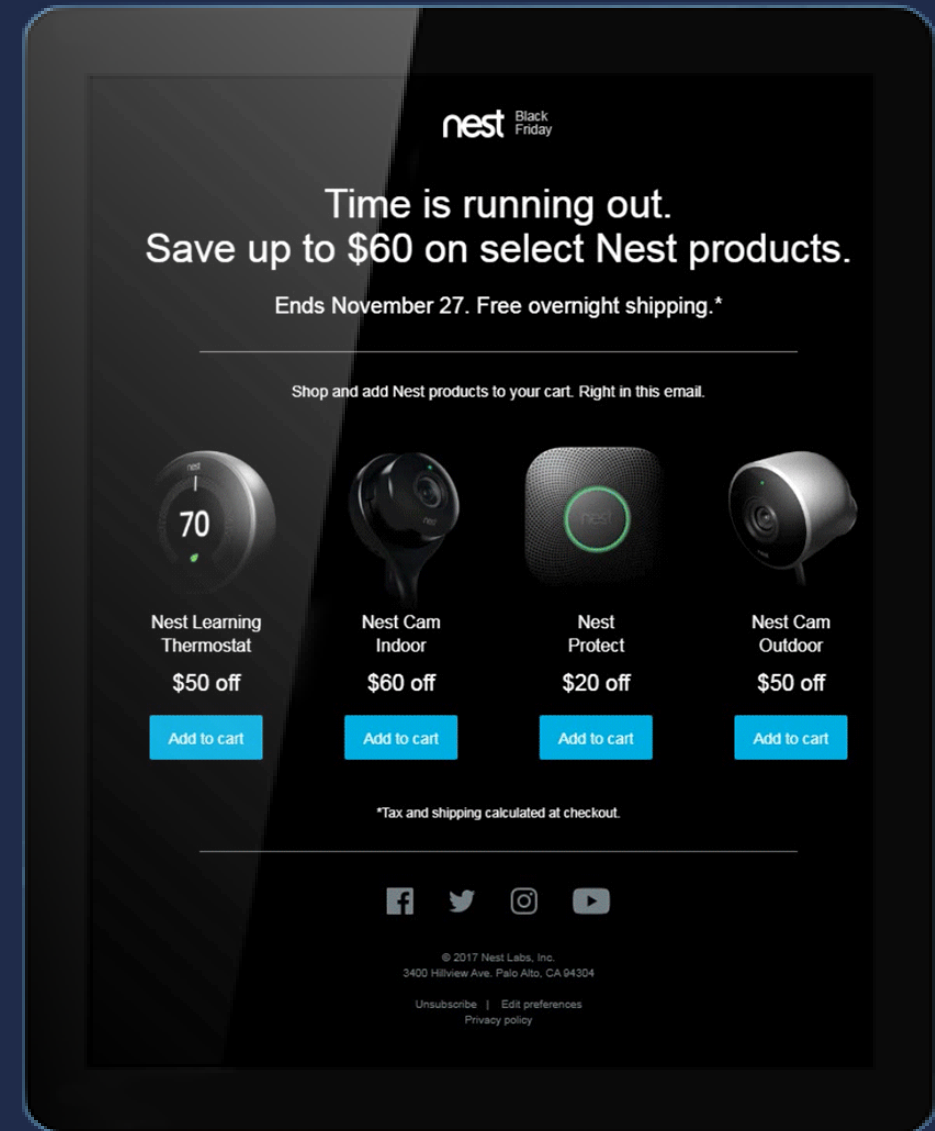 nest Black
Friday
Time is running out.
Save up to $60 on select Nest products.
Ends November 27. Free overnight shipping.*
Shop and add Nest products to your cart. Right in this email.
nest
70
nest
nest
nest
Nest Learning
Thermostat
$50 off
Add to cart
Nest Cam
Indoor
$60 off
Add to cart
Nest
Protect
$20 off
Add to cart
Nest Cam
Outdoor
$50 off
Add to cart
*Tax and shipping calculated at checkout.
© 2017 Nest Labs, Inc.
3400 Hillview Ave. Palo Alto, CA 94304
Unsubscribe | Edit preferences
Privacy policy